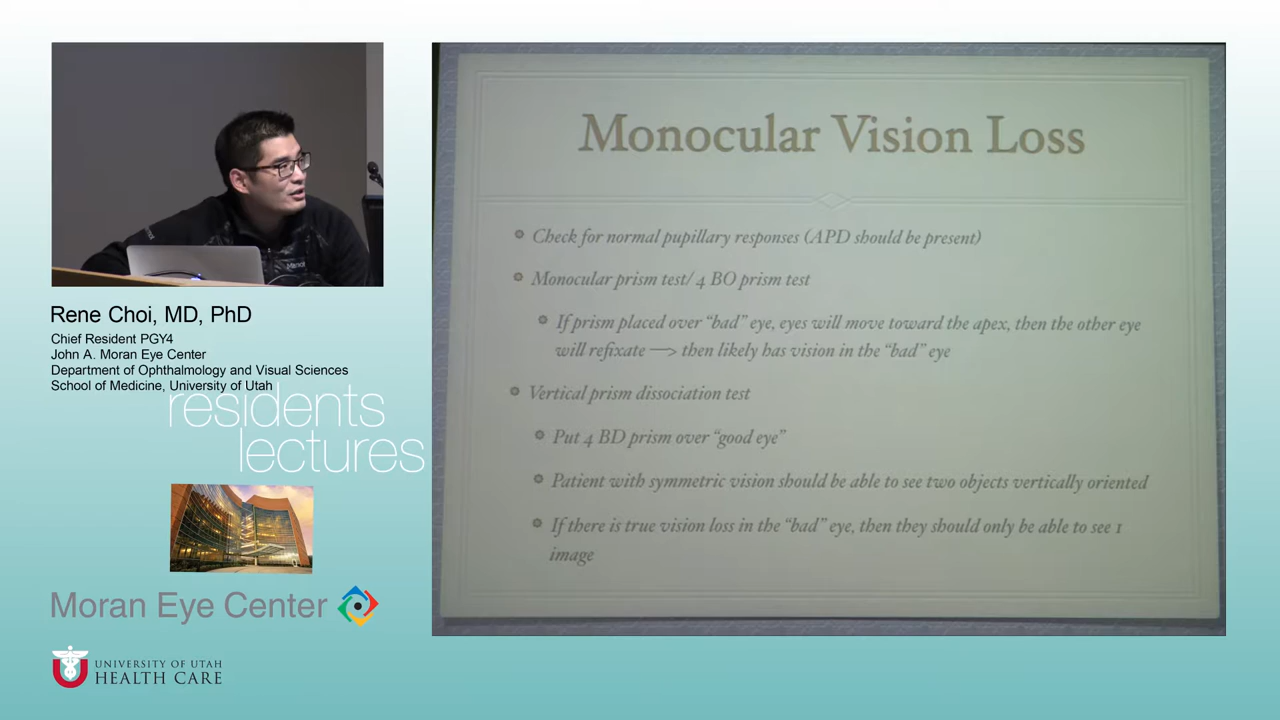 Monocular Vision Loss
Check for normal pupillary responses (APD should be present)
Monocular prism test/ 4 BO prism test
If prism placed over “bad” eye, eyes will move toward the apex, then the other eye
will refixate —> then likely has vision in the “bad” eye
Vertical prism dissociation test
Put 4 BD prism over “good eye”
Patient with symmetric vision should be able to see two objects vertically oriented
If there is true vision loss in the “bad” eye, then they should only be able to see 1
image
Rene Choi, MD, PhD
Chief Resident PGY4
John A. Moran Eye Center
Department of Ophthalmology and Visual Sciences
School of Medicine, University of Utah
residents
lectures
Moran Eye Center
UNIVERSITY OF UTAH
HEALTH CARE